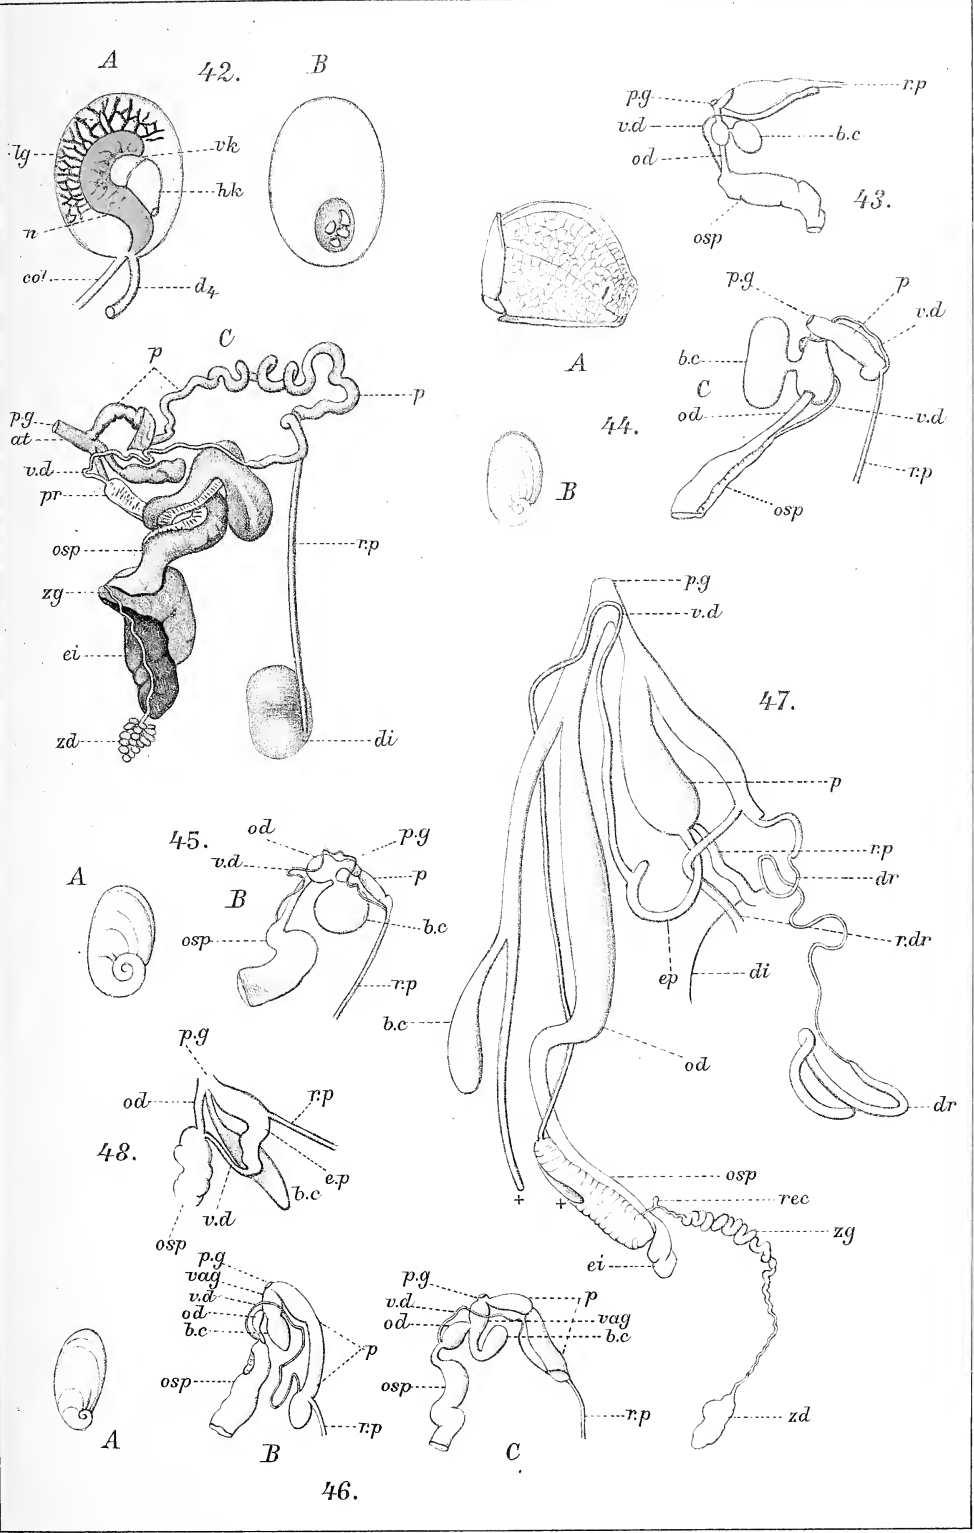 A 42. B
lg
vk
hk
n
co!
d4
r.p
p.g
v.d
b.c
od
43.
osp
A
p.g
p
v.d
b.c
C
od
v.d
44.
r.p
B
osp
C
p
p
p.g
at
v.d
pr
osp
r.p
zg
ei
zd
di
p.g
v.d
47.
p
r.p
dr
r.dr
ep
di
b.c
od
dr
osp
rec
+
+
zg
ei
zd
45.
od
p.g
v.d
A
p
B
b.c
osp
r.p
p.g
od
r.p
48.
e.p
b.c
v.d
osp
p.g
vag
v.d
od
b.c
p
osp
r.p
A
B
p.g
p
v.d
vag
od
b.c
osp
r.p
C
46.